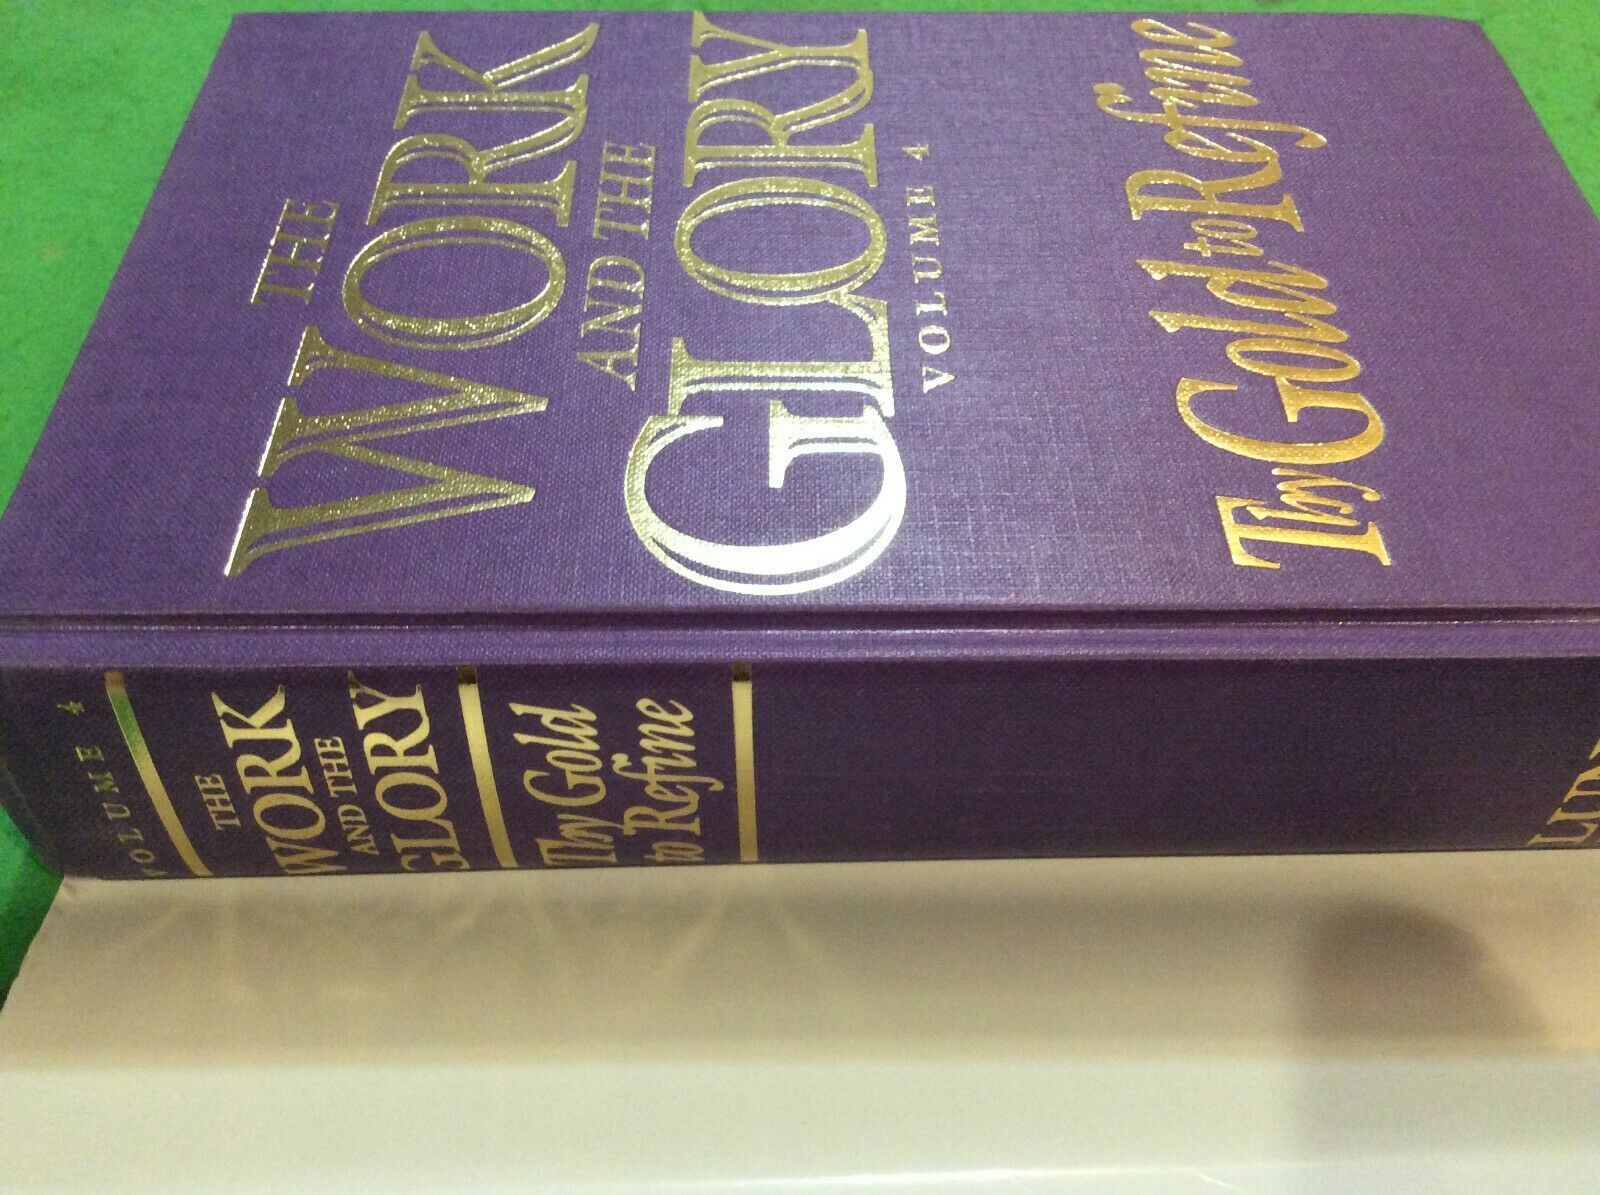 THE
WORK
AND THE
GLORY
VOLUME 4
Thy Gold to Refine
VOLUME 4
THE
WORK
AND THE
GLORY
Thy Gold
to Refine